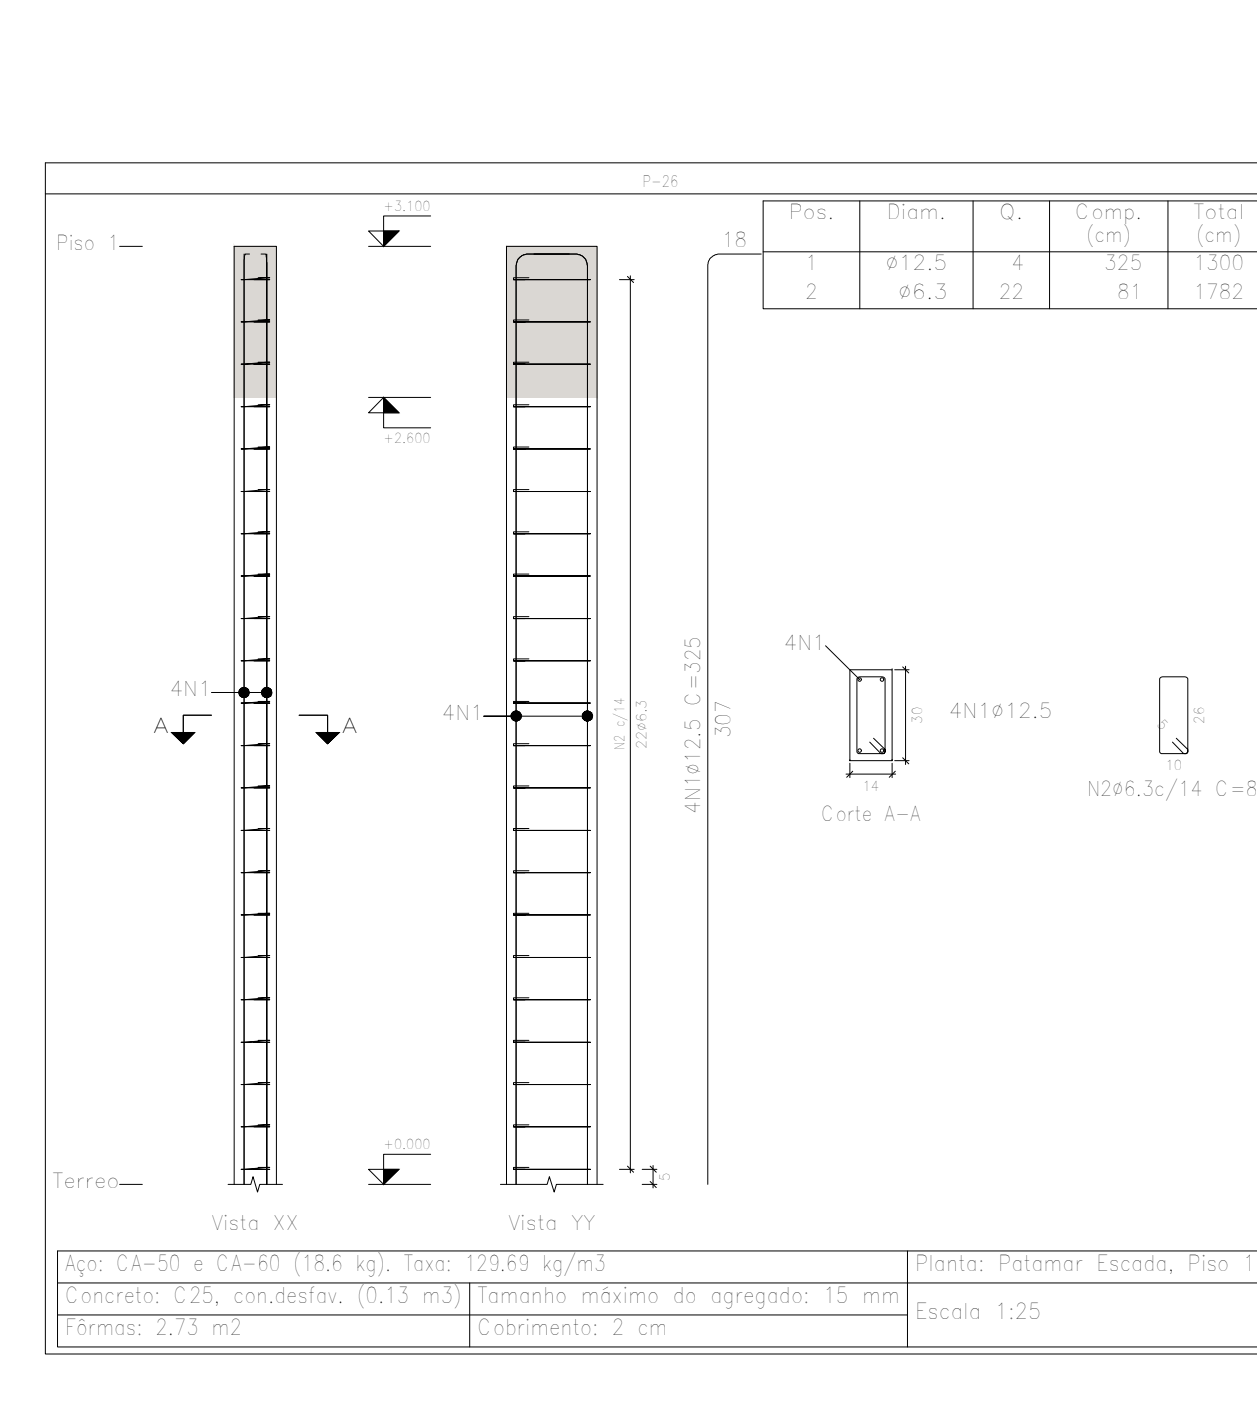 P-26
+3.100
Piso 1
18
Pos. Diam. Q. Comp. (cm) Total (cm)
1 ø12.5 4 325 1300
2 ø6.3 22 81 1782
+2.600
4N1
4N1
A A
4N1
N2 c/14
22ø6.3
4N1ø12.5 C=325
307
4N1
30
14
4N1ø12.5
Corte A-A
5
26
10
N2ø6.3c/14 C=8
+0.000
Terreo
5
Vista XX
Vista YY
Aço: CA-50 e CA-60 (18.6 kg). Taxa: 129.69 kg/m3
Planta: Patamar Escada, Piso 1
Concreto: C25, con.desfav. (0.13 m3)
Tamanho máximo do agregado: 15 mm
Escala 1:25
Fôrmas: 2.73 m2
Cobrimento: 2 cm